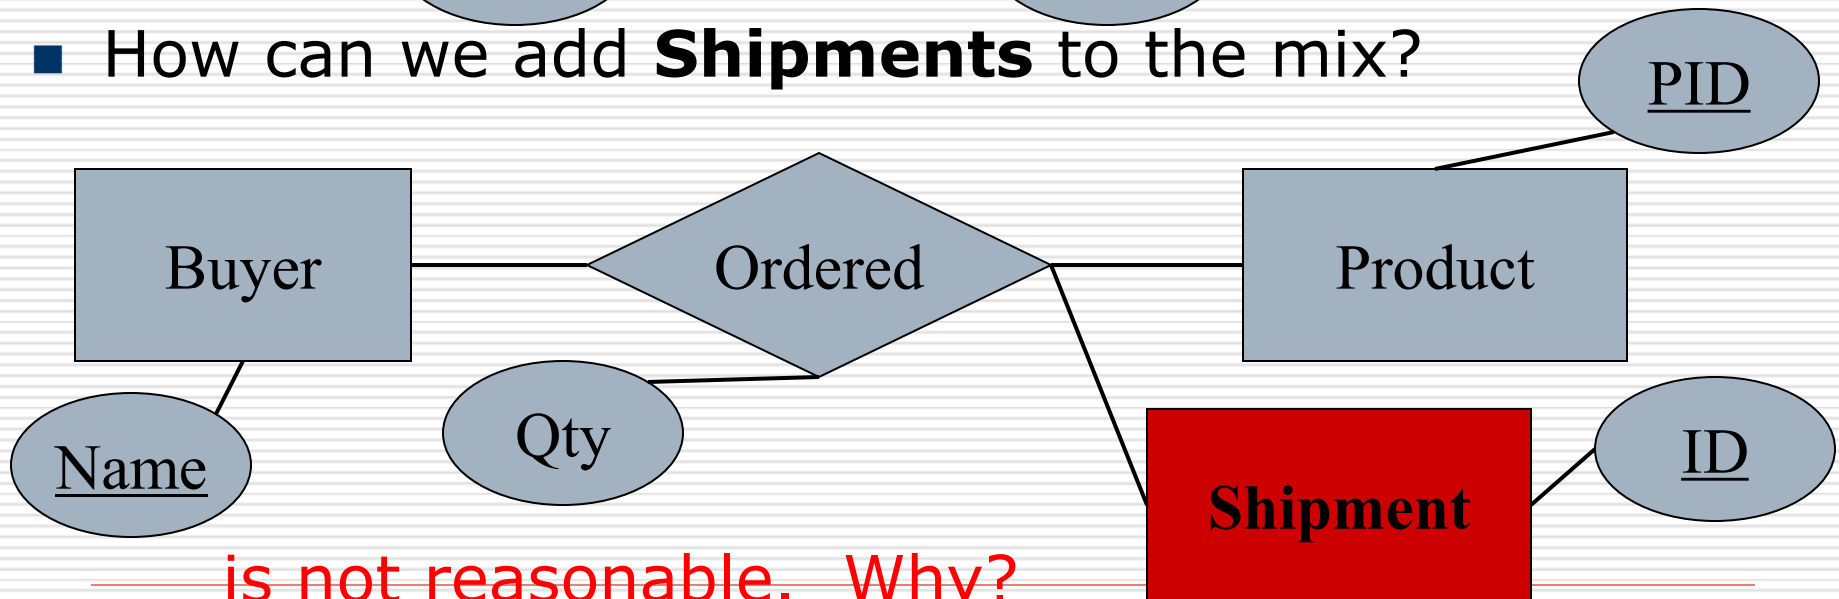 How can we add Shipments to the mix?
PID
Buyer
Ordered
Product
Name
Qty
Shipment
ID
is not reasonable. Why?